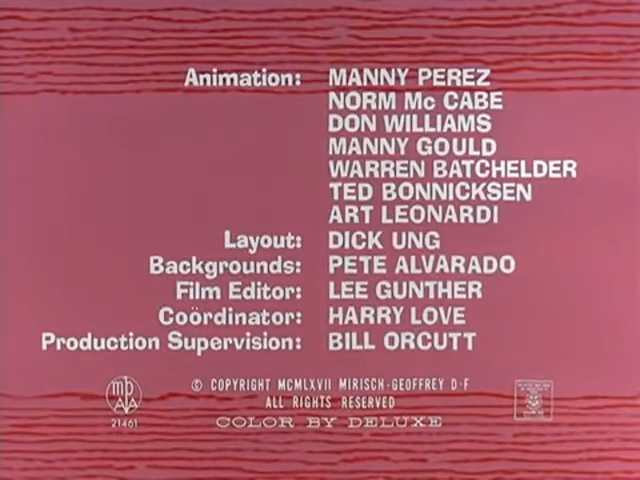 Animation: MANNY PEREZ
NORM Mc CABE
DON WILLIAMS
MANNY GOULD
WARREN BATCHELDER
TED BONNICKSEN
ART LEONARDI
Layout: DICK UNG
Backgrounds: PETE ALVARADO
Film Editor: LEE GUNTHER
Coördinator: HARRY LOVE
Production Supervision: BILL ORCUTT
© COPYRIGHT MCMLXVII MIRISCH-GEOFFREY D-F
ALL RIGHTS RESERVED
COLOR BY DELUXE
21461